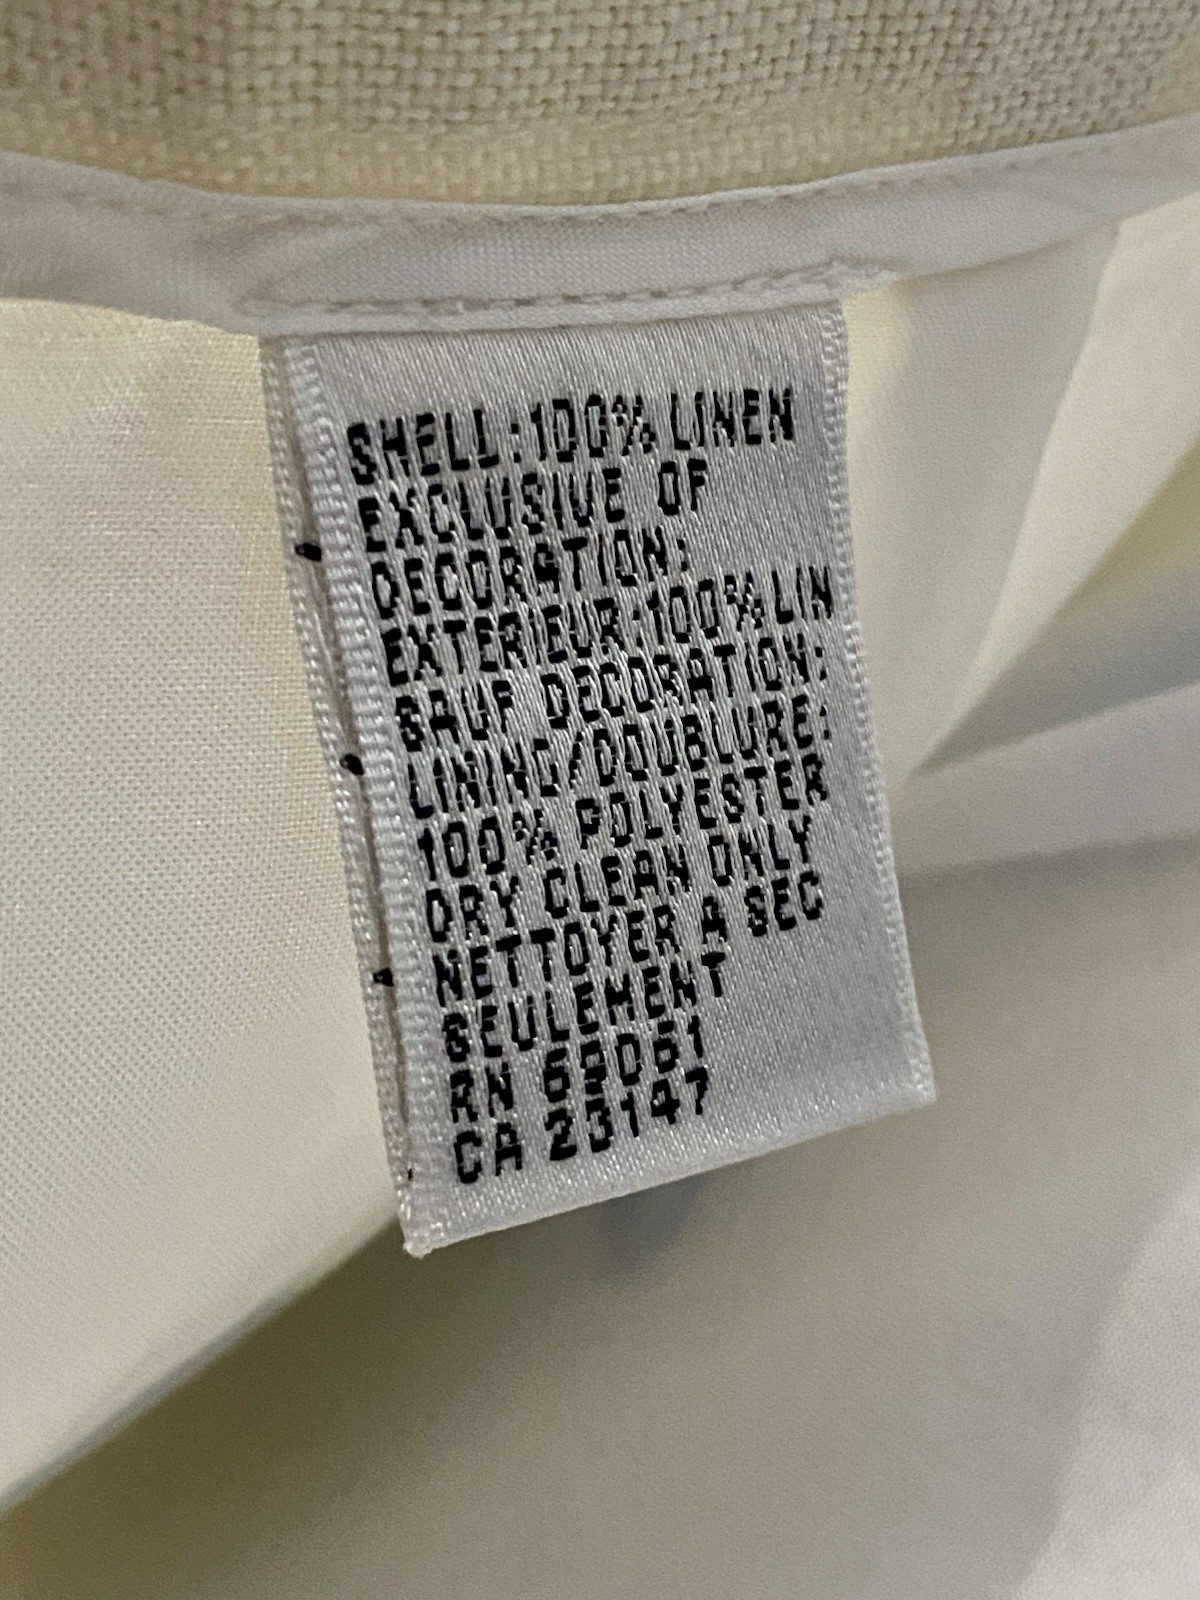 SHELL:100% LINEN
EXCLUSIVE OF
DECORATION:
EXTERIEUR:100% LIN
SAUF DECORATION:
LINING/DOUBLURE:
100% POLYESTER
DRY CLEAN ONLY
NETTOYER A SEC
SEULEMENT
RN
CA 23147